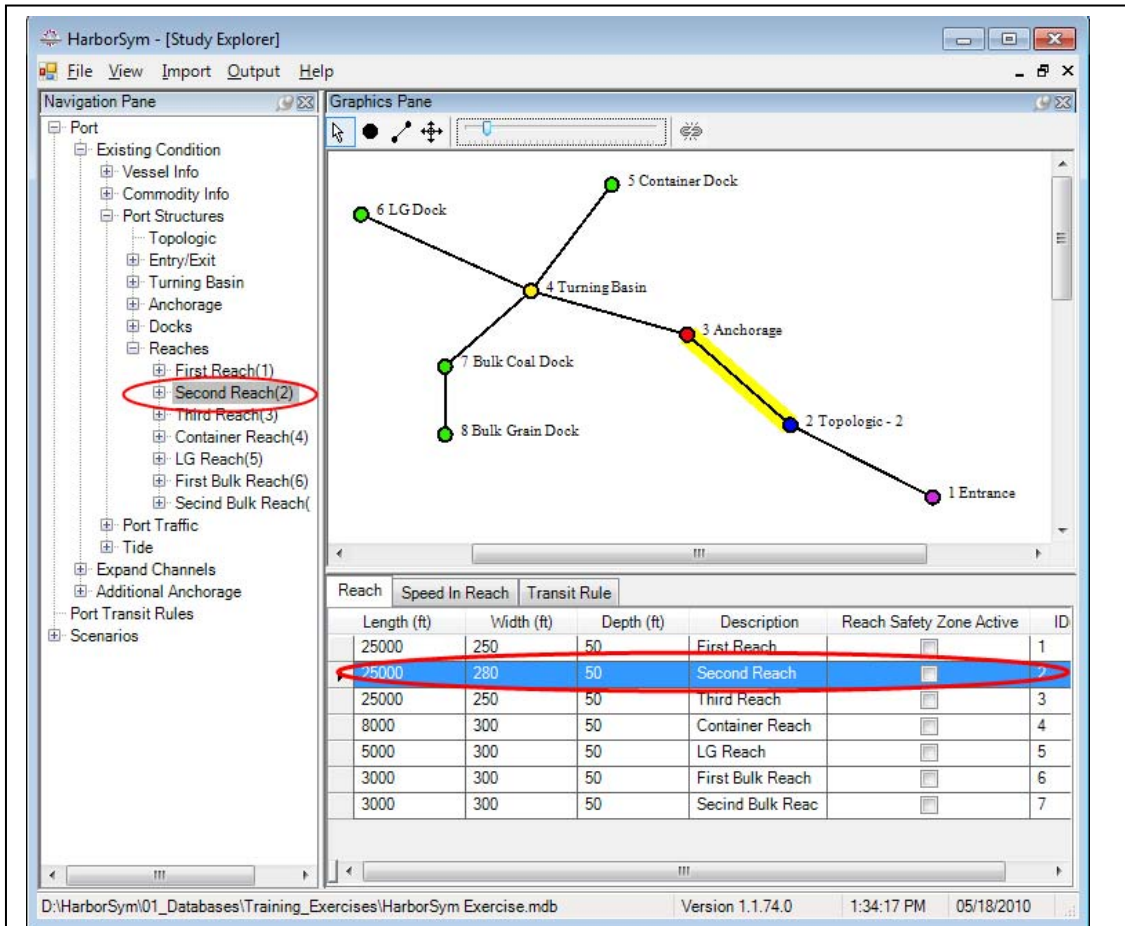 HarborSym - [Study Explorer]
File View Import Output Help
Navigation Pane
Port
Existing Condition
Vessel Info
Commodity Info
Port Structures
Topologic
Entry/Exit
Turning Basin
Anchorage
Docks
Reaches
First Reach(1)
Second Reach(2)
Third Reach(3)
Container Reach(4)
LG Reach(5)
First Bulk Reach(6)
Secind Bulk Reach(
Port Traffic
Tide
Expand Channels
Additional Anchorage
Port Transit Rules
Scenarios
Graphics Pane
5 Container Dock
6 LG Dock
4 Turning Basin
3 Anchorage
7 Bulk Coal Dock
2 Topologic - 2
8 Bulk Grain Dock
1 Entrance
Reach Speed In Reach Transit Rule
Length (ft) Width (ft) Depth (ft) Description Reach Safety Zone Active ID
25000 250 50 First Reach 1
25000 280 50 Second Reach 2
25000 250 50 Third Reach 3
8000 300 50 Container Reach 4
5000 300 50 LG Reach 5
3000 300 50 First Bulk Reach 6
3000 300 50 Secind Bulk Reac 7
D:\HarborSym\01_Databases\Training_Exercises\HarborSym Exercise.mdb Version 1.1.74.0 1:34:17 PM 05/18/2010